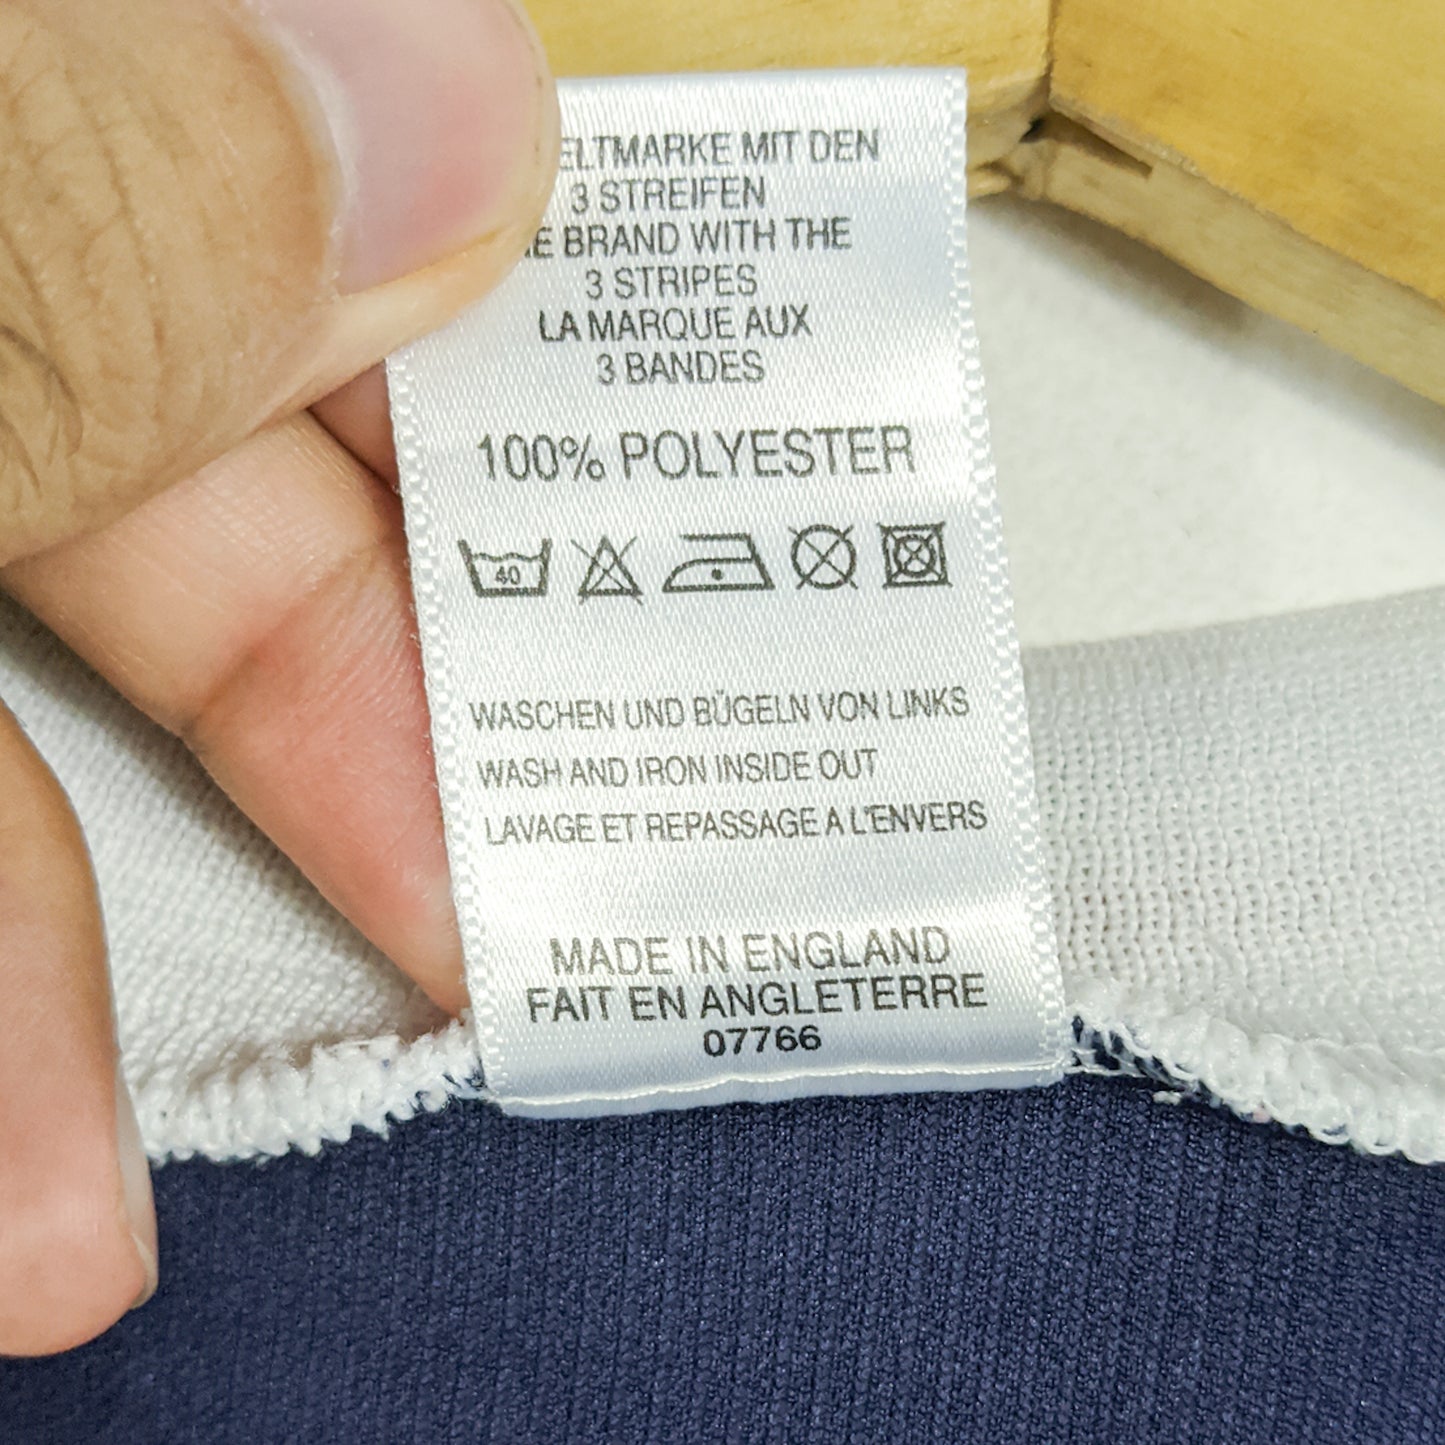 MIT DEN
3 STREIFEN
BRAND WITH THE
3 STRIPES
LA MARQUE AUX
3 BANDES
100% POLYESTER
40
WASCHEN UND BÜGELN VON LINKS
WASH AND IRON INSIDE OUT
LAVAGE ET REPASSAGE A L'ENVERS
MADE IN ENGLAND
FAIT EN ANGLETERRE
07766